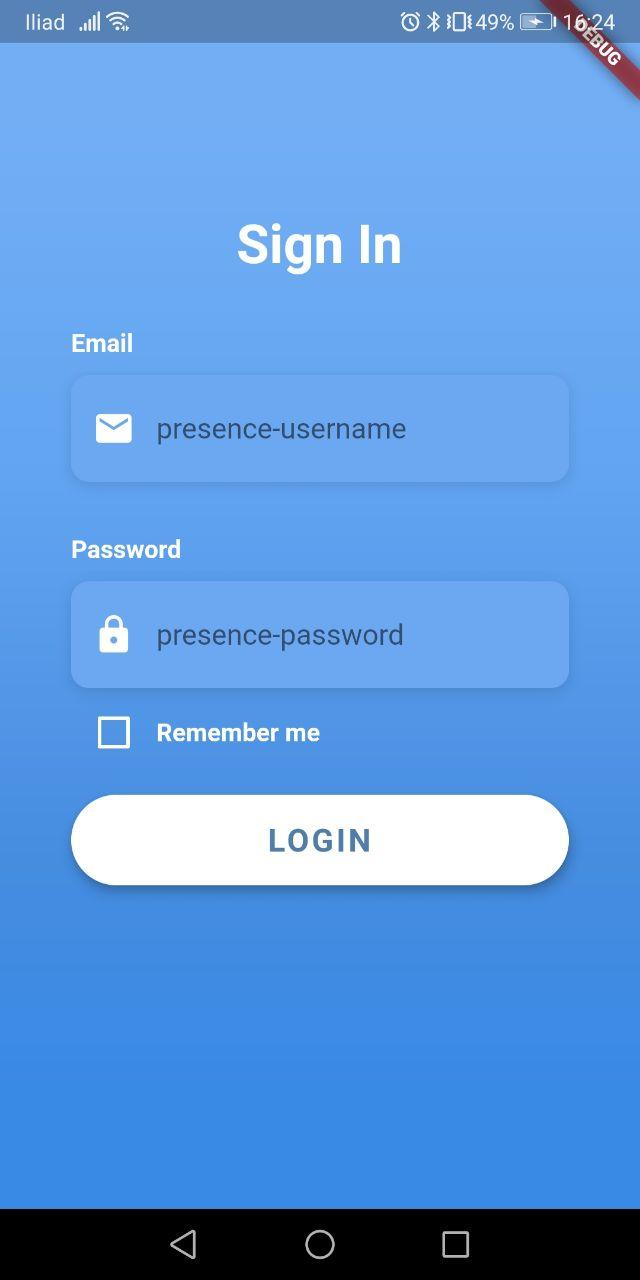 Iliad 49% 16:24
DEBUG
Sign In
Email
presence-username
Password
presence-password
Remember me
LOGIN